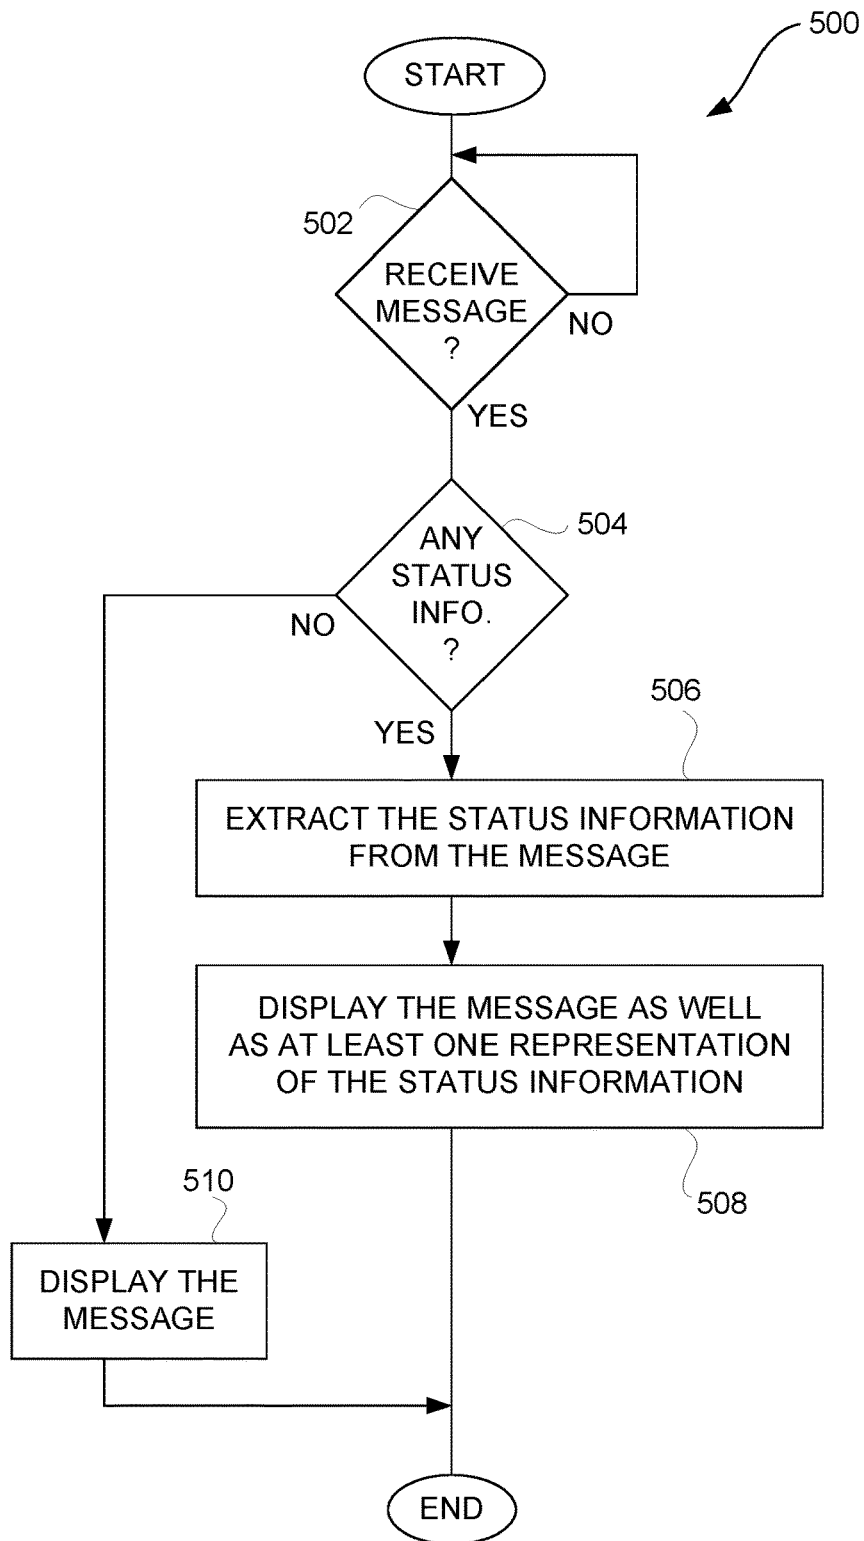 500
START
502
RECEIVE
MESSAGE
?
NO
YES
504
ANY
STATUS
INFO.
?
NO
YES
506
EXTRACT THE STATUS INFORMATION
FROM THE MESSAGE
DISPLAY THE MESSAGE AS WELL
AS AT LEAST ONE REPRESENTATION
OF THE STATUS INFORMATION
508
510
DISPLAY THE
MESSAGE
END